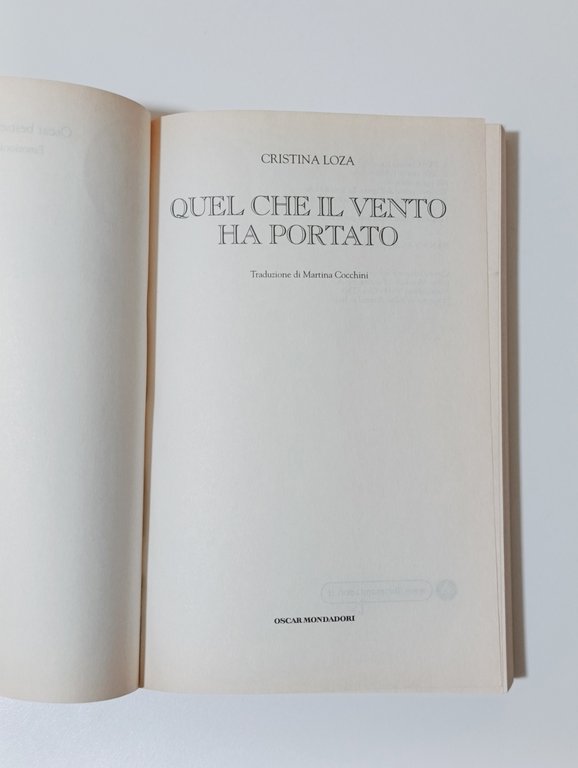 CRISTINA LOZA
QUEL CHE IL VENTO
HA PORTATO
Traduzione di Martina Cocchini
OSCAR MONDADORI